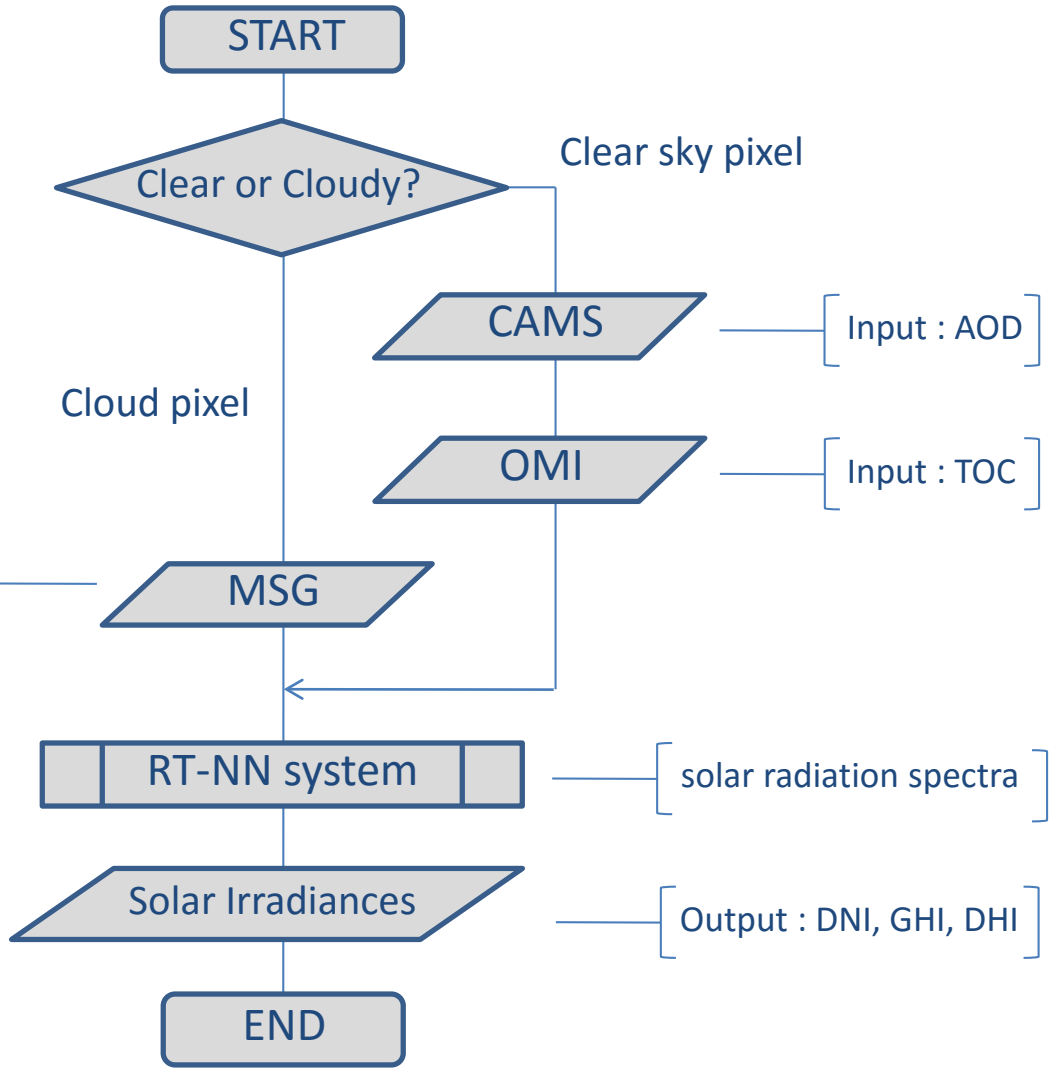 START
Clear or Cloudy?
Clear sky pixel
CAMS
Input : AOD
Cloud pixel
OMI
Input : TOC
MSG
RT-NN system
solar radiation spectra
Solar Irradiances
Output : DNI, GHI, DHI
END